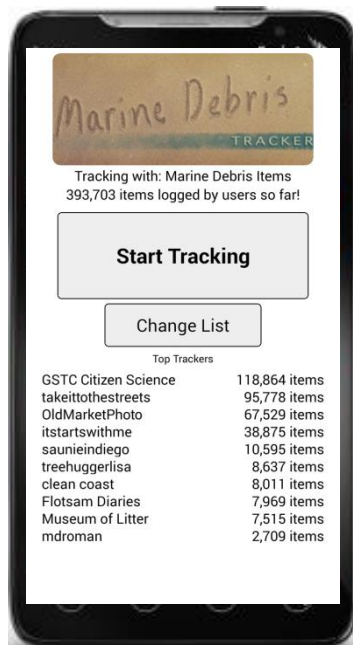 Marine Debris
TRACKER
Tracking with: Marine Debris Items
393,703 items logged by users so far!
Start Tracking
Change List
Top Trackers
GSTC Citizen Science 118,864 items
takeittothestreets 95,778 items
OldMarketPhoto 67,529 items
itstartswithme 38,875 items
saunieindiego 10,595 items
treehuggerlisa 8,637 items
clean coast 8,011 items
Flotsam Diaries 7,969 items
Museum of Litter 7,515 items
mdroman 2,709 items